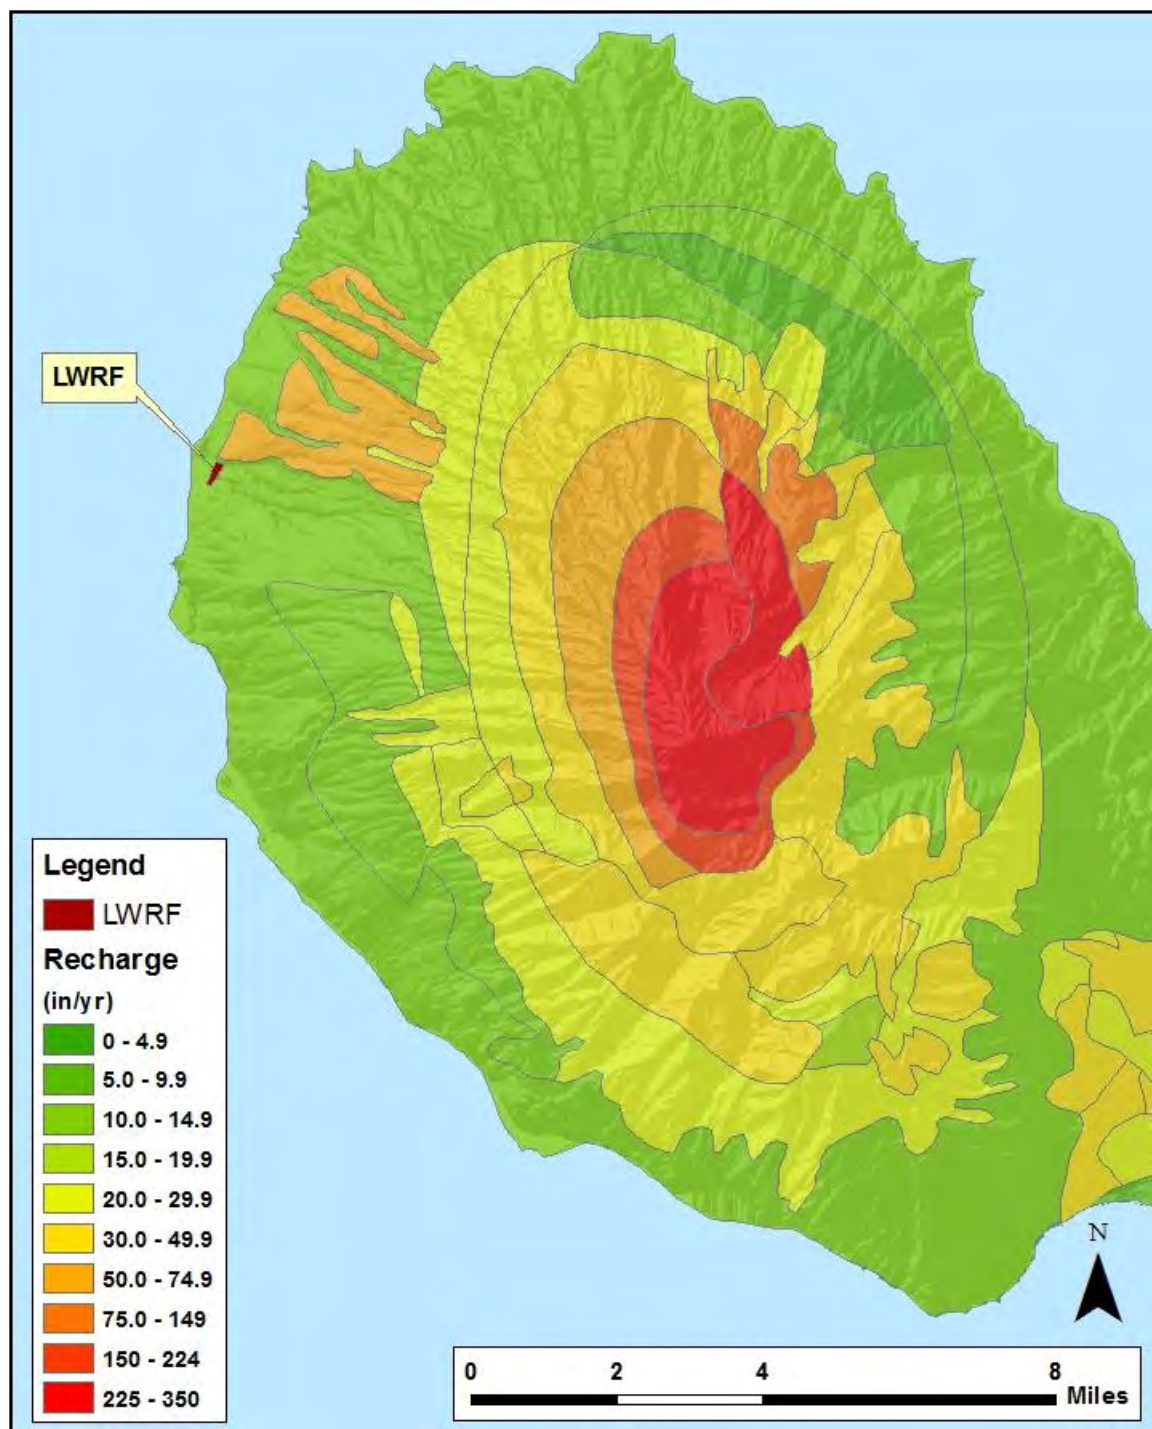 LWRF
Legend
LWRF
Recharge
(in/yr)
0 - 4.9
5.0 - 9.9
10.0 - 14.9
15.0 - 19.9
20.0 - 29.9
30.0 - 49.9
50.0 - 74.9
75.0 - 149
150 - 224
225 - 350
N
0 2 4 8
Miles